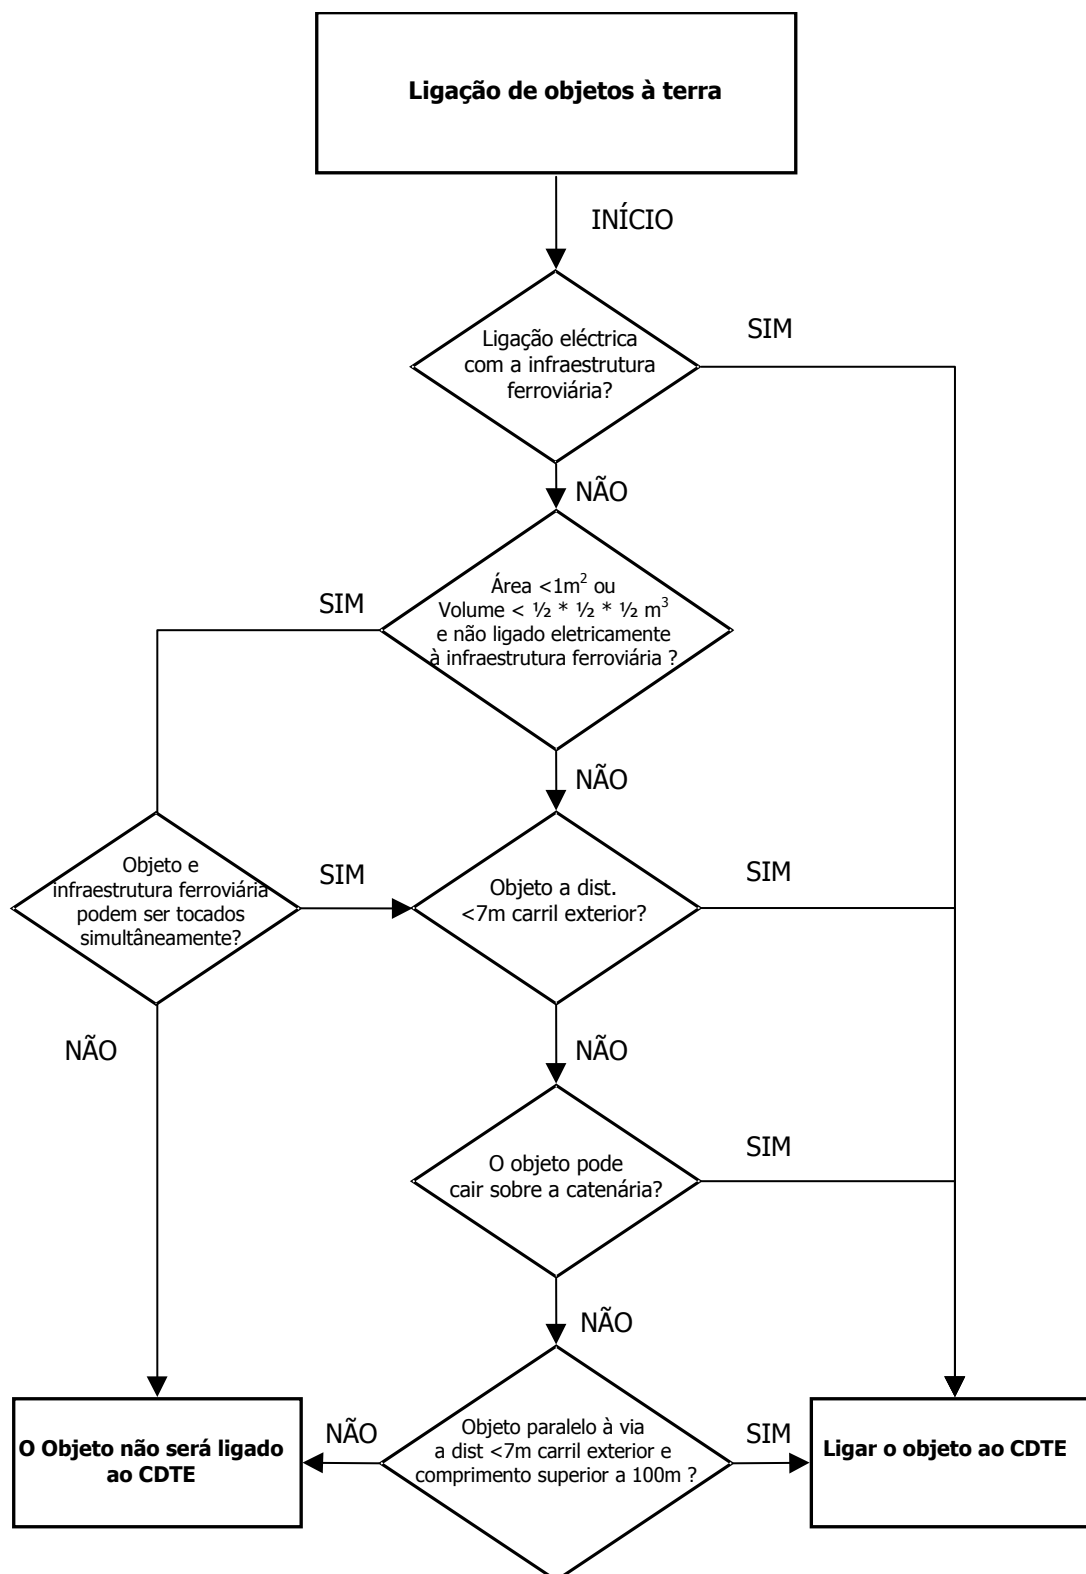 Ligação de objetos à terra
INÍCIO
Ligação eléctrica
com a infraestrutura
ferroviária?
SIM
NÃO
Área <1m²ou
Volume < ½ * ½ * ½ m³
e não ligado eletricamente
à infraestrutura ferroviária ?
SIM
NÃO
Objeto e
infraestrutura ferroviária
podem ser tocados
simultâneamente?
SIM
NÃO
Objeto a dist.
<7m carril exterior?
SIM
NÃO
O objeto pode
cair sobre a catenária?
SIM
NÃO
Objeto paralelo à via
a dist <7m carril exterior e
comprimento superior a 100m ?
NÃO
SIM
O Objeto não será ligado
ao CDTE
Ligar o objeto ao CDTE